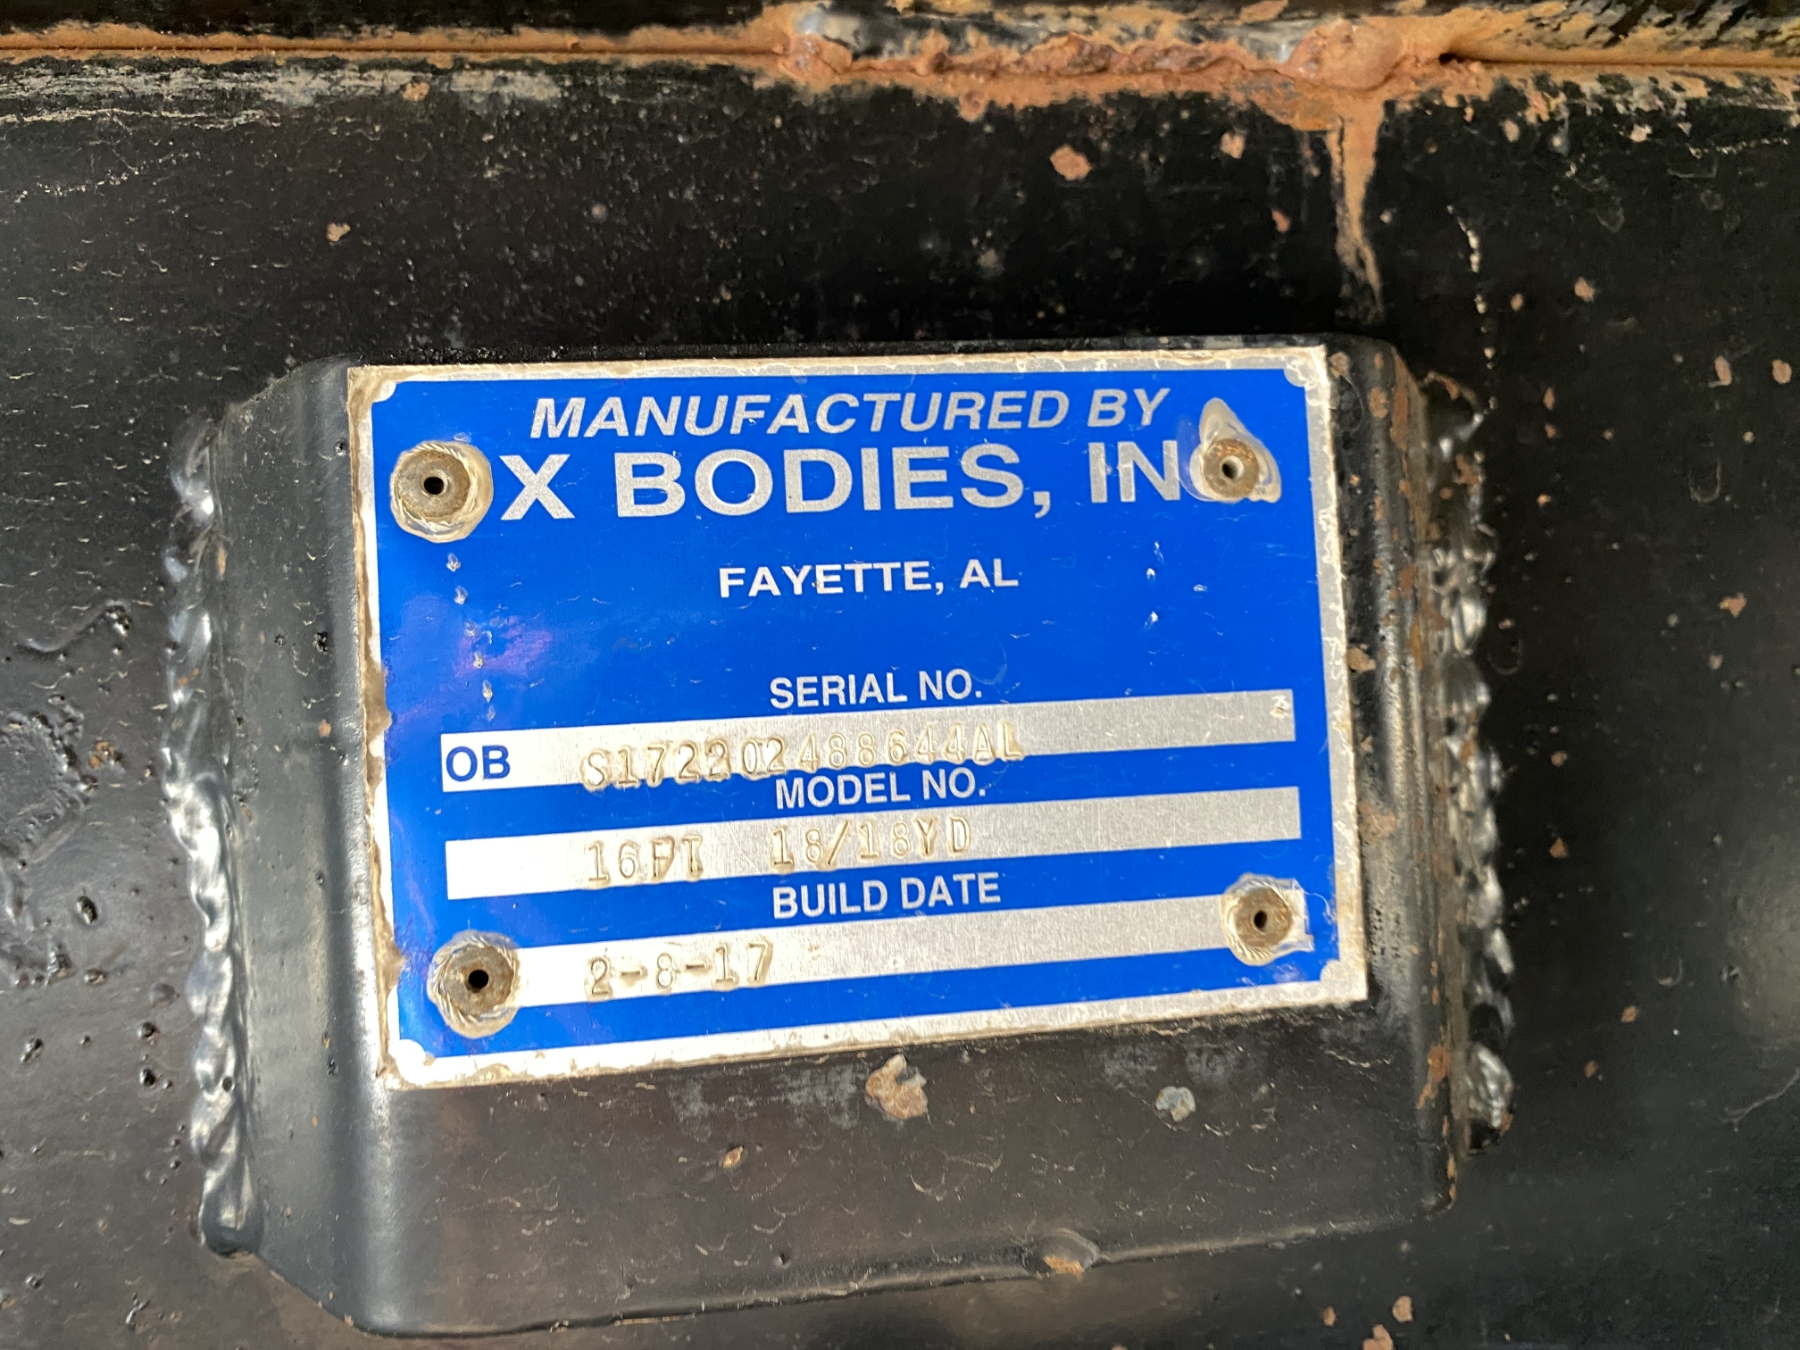 MANUFACTURED BY
X BODIES, IN
FAYETTE, AL
SERIAL NO.
OB S172202488644AL
MODEL NO.
16FT 18/18YD
BUILD DATE
2-8-17